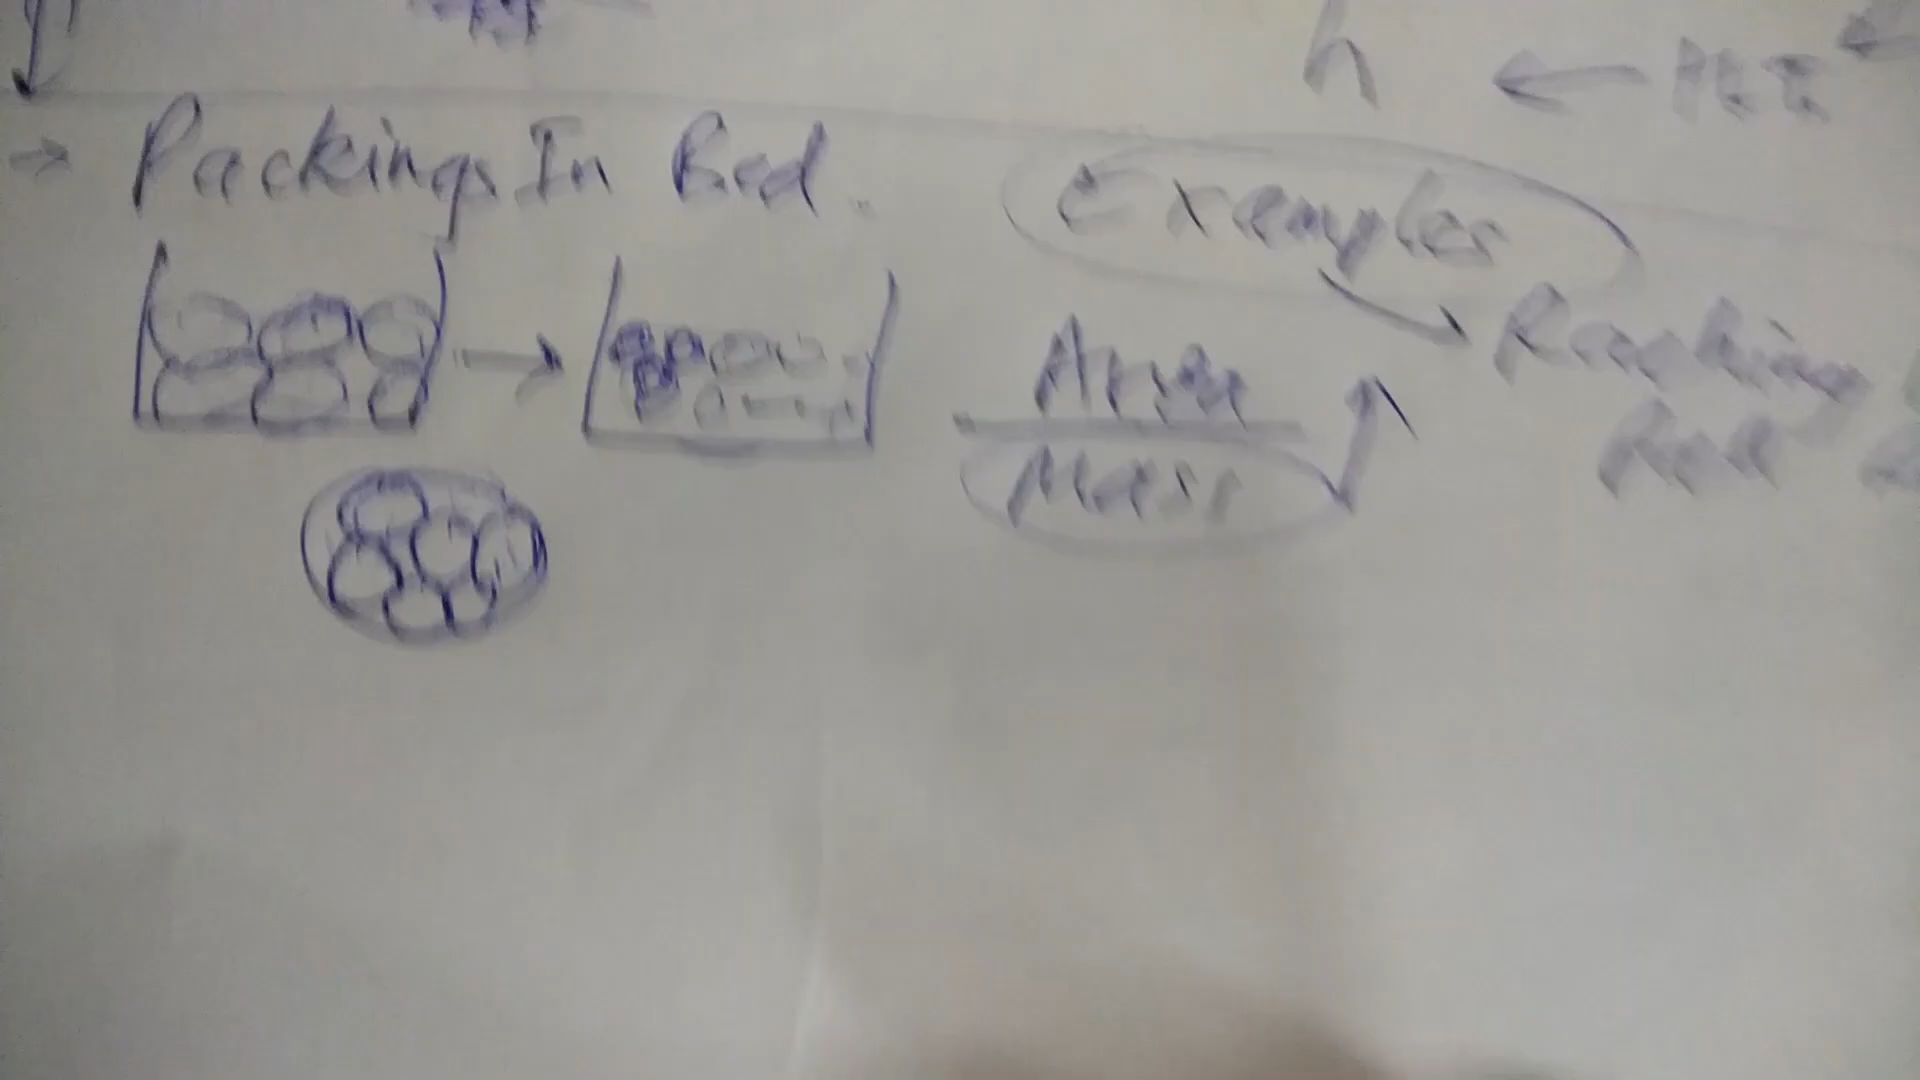 h
→ Packings In Bed.
Examples
Area
Mass
Packing
Bed